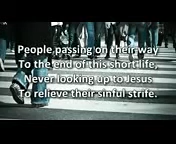 People passing on their way
To the end of this short life,
Never looking up to Jesus
To relieve their sinful strife.